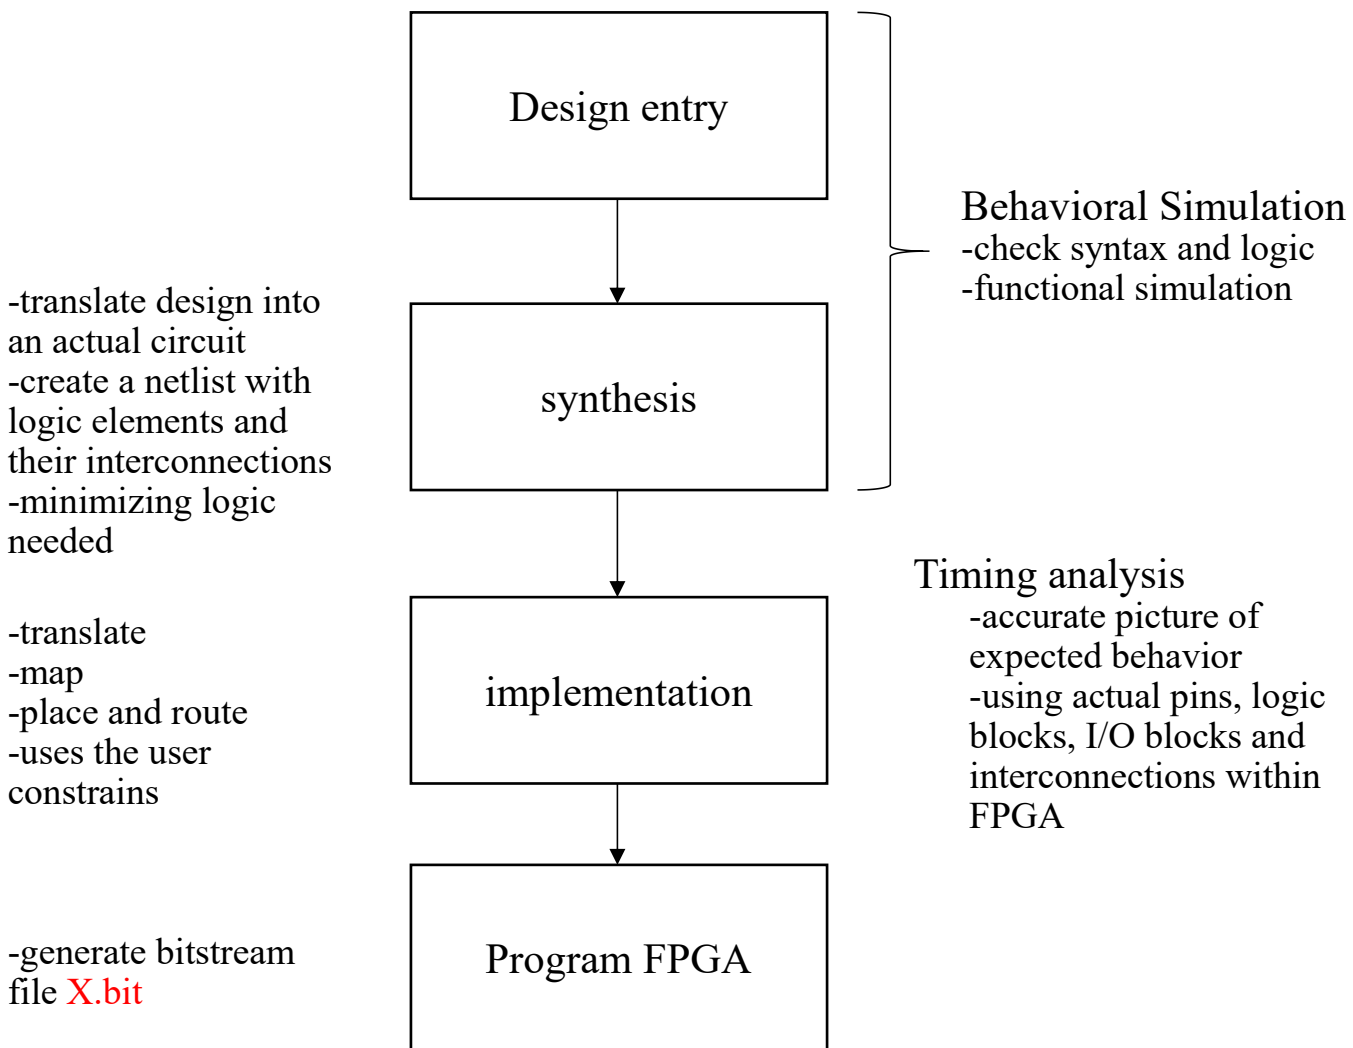 Design entry
Behavioral Simulation
-check syntax and logic
-functional simulation
-translate design into
an actual circuit
-create a netlist with
logic elements and
their interconnections
-minimizing logic
needed
synthesis
Timing analysis
-accurate picture of
expected behavior
-using actual pins, logic
blocks, I/O blocks and
interconnections within
FPGA
-translate
-map
-place and route
-uses the user
constrains
implementation
-generate bitstream
file X.bit
Program FPGA